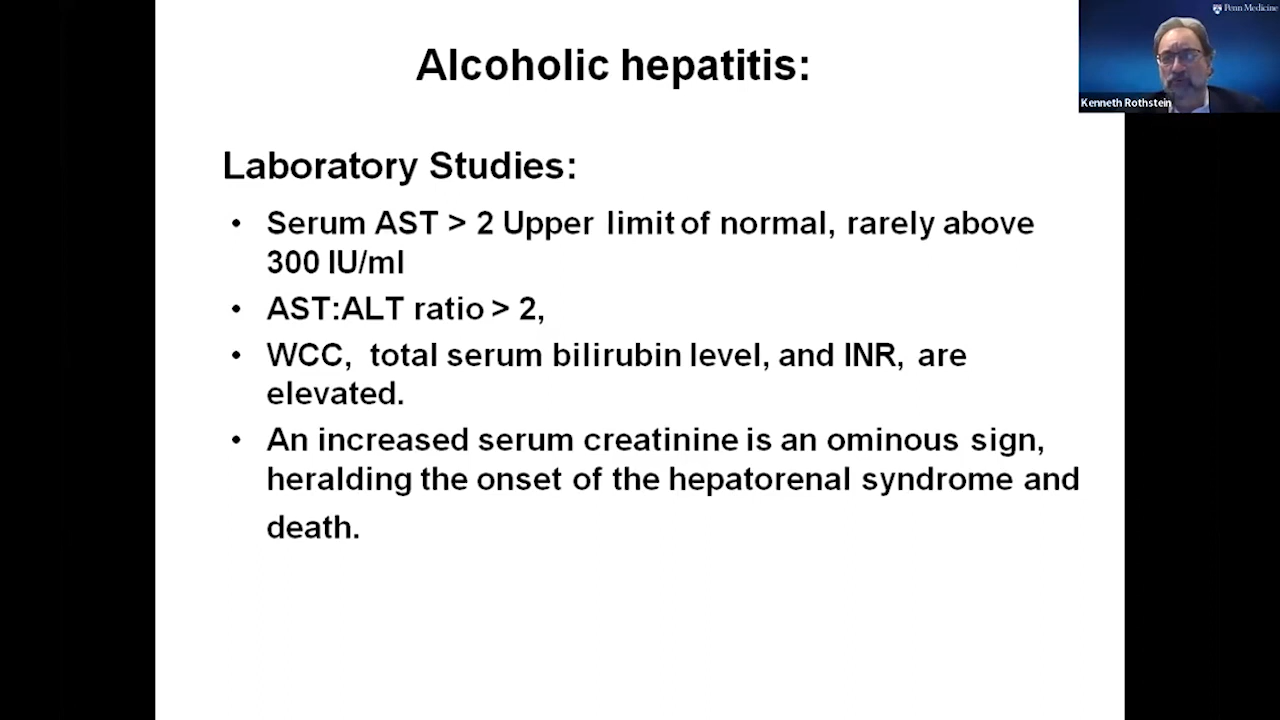 Penn Medicine
Kenneth Rothstein
Alcoholic hepatitis:
Laboratory Studies:
• Serum AST > 2 Upper limit of normal, rarely above
300 IU/ml
• AST:ALT ratio > 2,
• WCC, total serum bilirubin level, and INR, are
elevated.
• An increased serum creatinine is an ominous sign,
heralding the onset of the hepatorenal syndrome and
death.